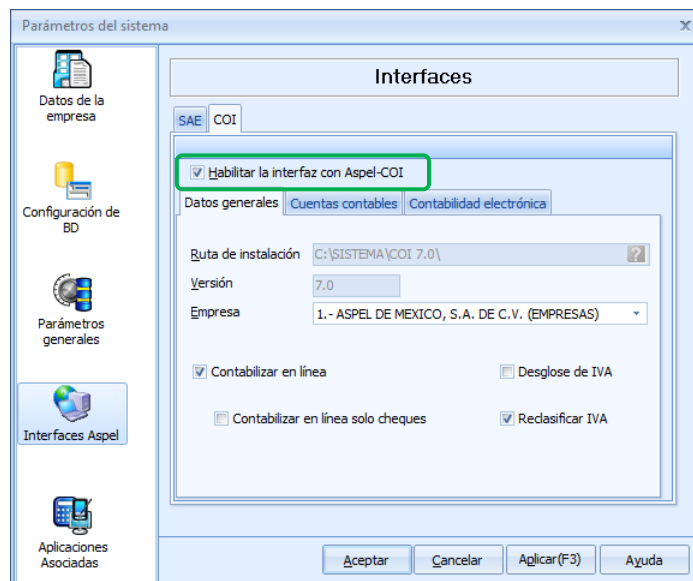 Parámetros del sistema
x
Datos de la
empresa
Configuración de
BD
Parámetros
generales
Interfaces Aspel
Aplicaciones
Asociadas
Interfaces
SAE COI
Habilitar la interfaz con Aspel-COI
Datos generales Cuentas contables Contabilidad electrónica
Ruta de instalación C:\SISTEMA\COI 7.0\ ?
Versión 7.0
Empresa 1.- ASPEL DE MEXICO, S.A. DE C.V. (EMPRESAS)
Contabilizar en línea Desglose de IVA
Contabilizar en línea solo cheques Reclasificar IVA
Aceptar Cancelar Aplicar(F3) Ayuda